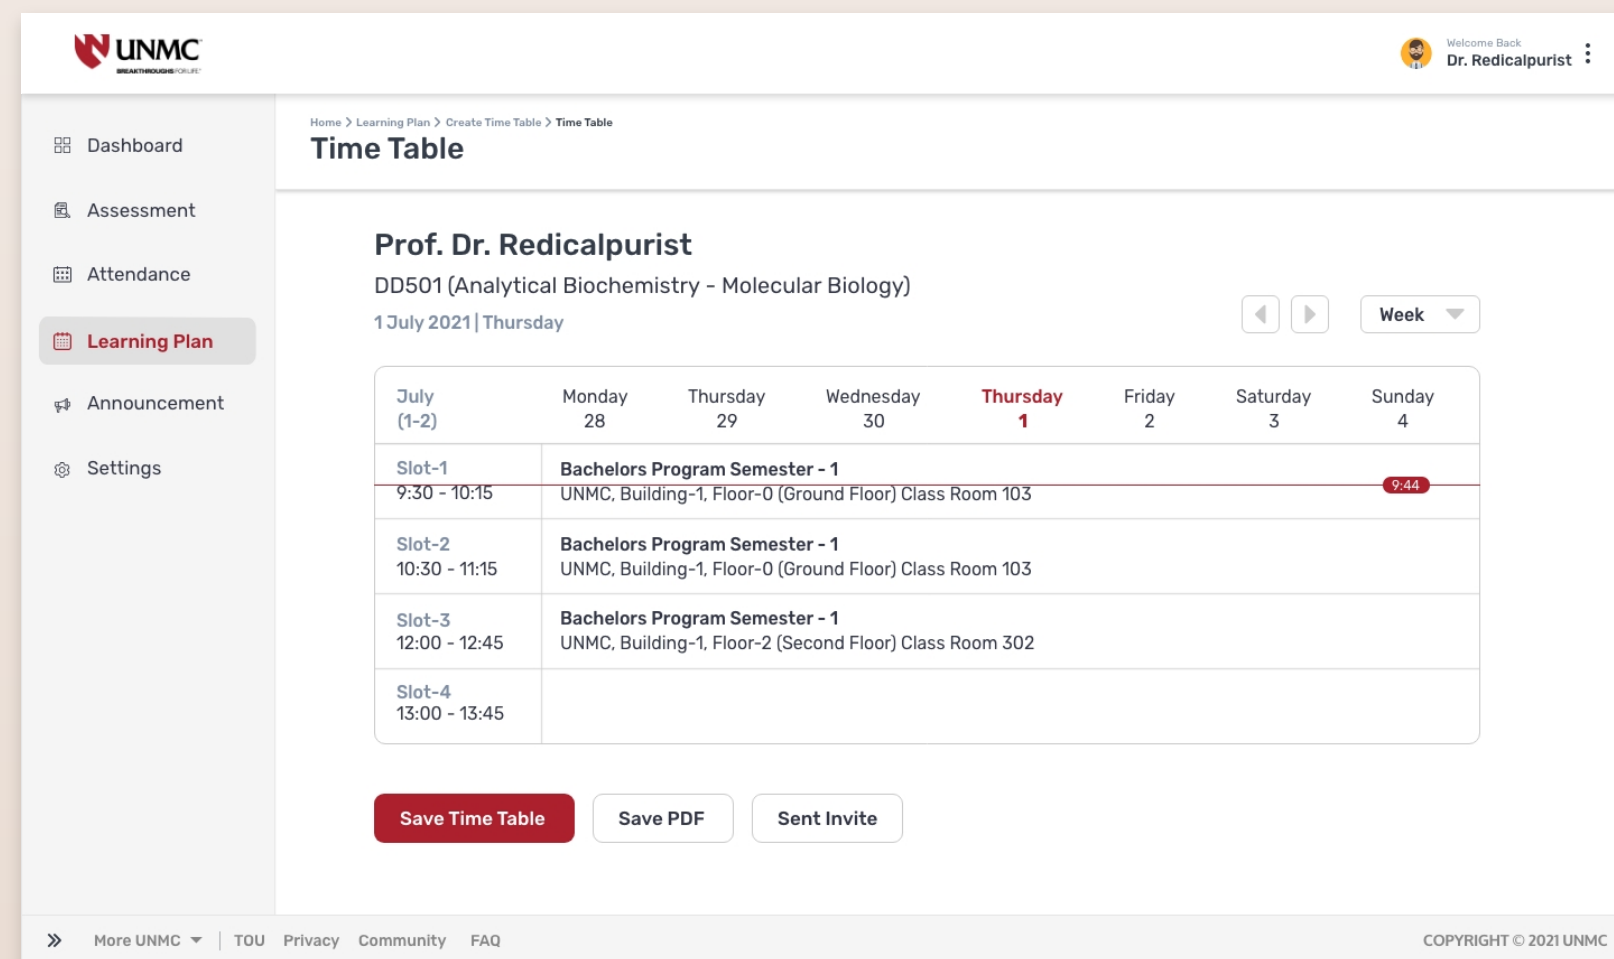 UNMC
BREAKTHROUGHS FOR LIFE
Welcome Back
Dr. Redicalpurist
Dashboard
Assessment
Attendance
Learning Plan
Announcement
Settings
Home > Learning Plan > Create Time Table > Time Table
Time Table
Prof. Dr. Redicalpurist
DD501 (Analytical Biochemistry - Molecular Biology)
1 July 2021 | Thursday
Week
July Monday Thursday Wednesday Thursday Friday Saturday Sunday
(1-2) 28 29 30 1 2 3 4
Slot-1 Bachelors Program Semester - 1
9:44
9:30 - 10:15 UNMC, Building-1, Floor-0 (Ground Floor) Class Room 103
Slot-2 Bachelors Program Semester - 1
10:30 - 11:15 UNMC, Building-1, Floor-0 (Ground Floor) Class Room 103
Slot-3 Bachelors Program Semester - 1
12:00 - 12:45 UNMC, Building-1, Floor-2 (Second Floor) Class Room 302
Slot-4
13:00 - 13:45
Save Time Table Save PDF Sent Invite
More UNMC | TOU Privacy Community FAQ COPYRIGHT © 2021 UNMC